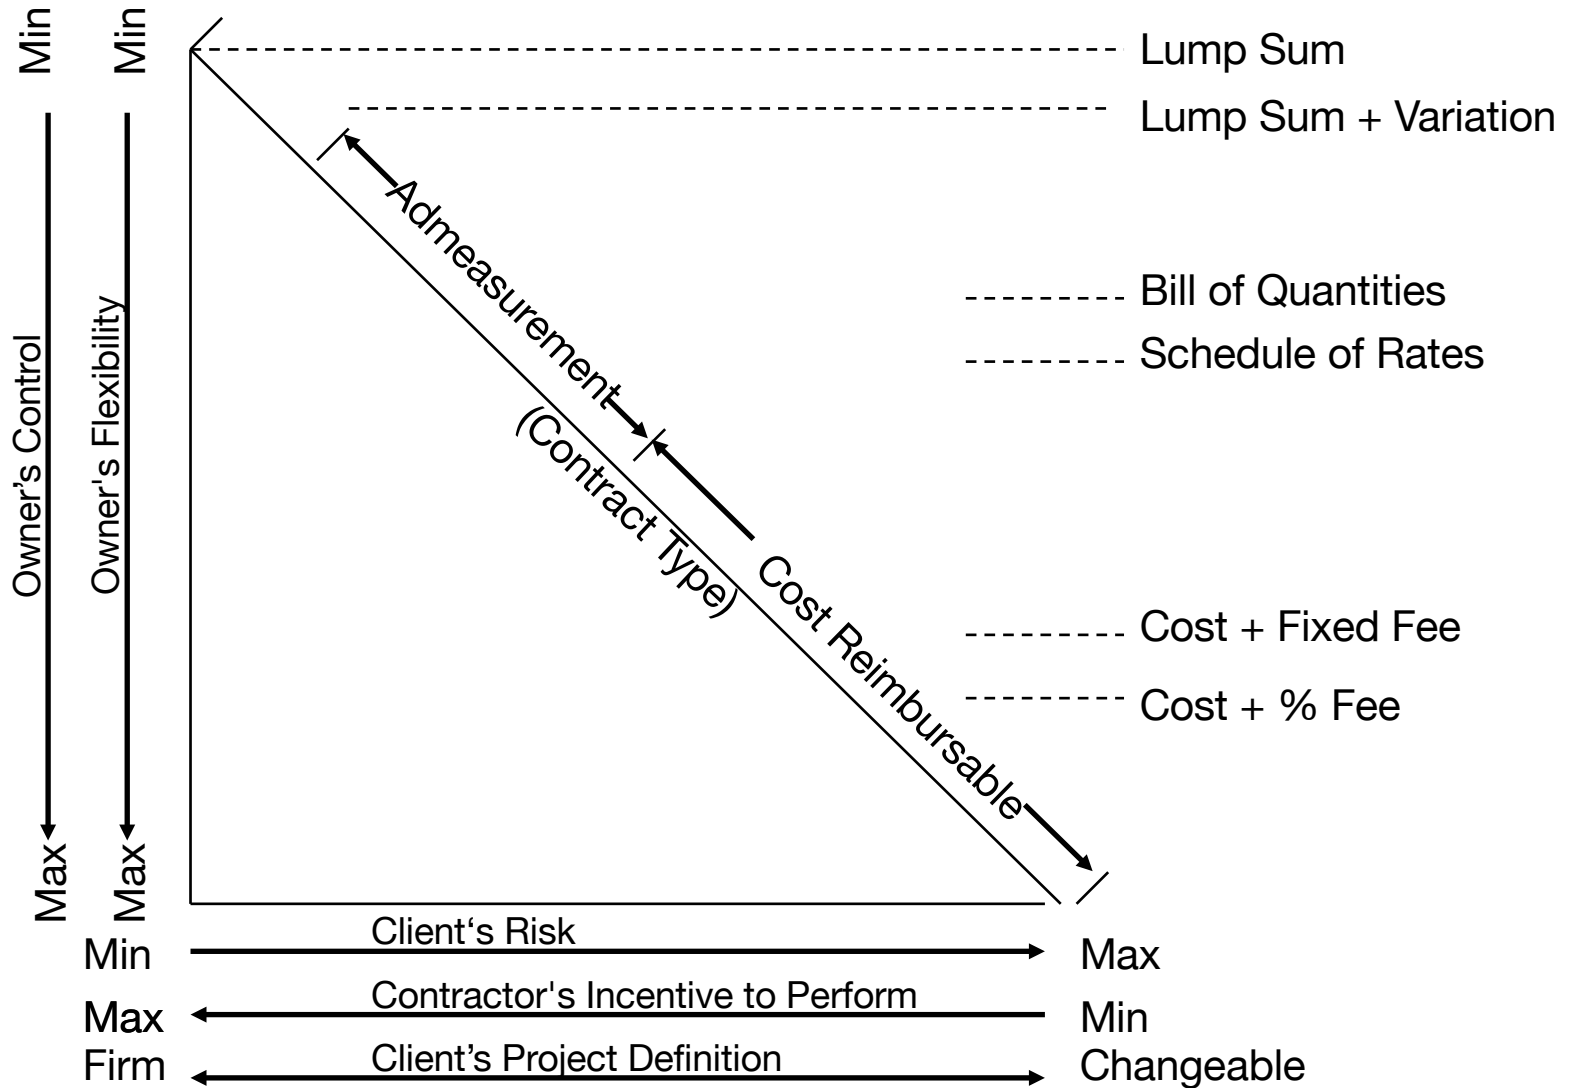 Min
Min
Lump Sum
Lump Sum + Variation
Admeasurement
Bill of Quantities
Schedule of Rates
Owner’s Control
Owner's Flexibility
(Contract Type)
Cost Reimbursable
Cost + Fixed Fee
Cost + % Fee
Max
Max
Client‘s Risk
Min
Max
Contractor's Incentive to Perform
Max
Min
Client’s Project Definition
Firm
Changeable